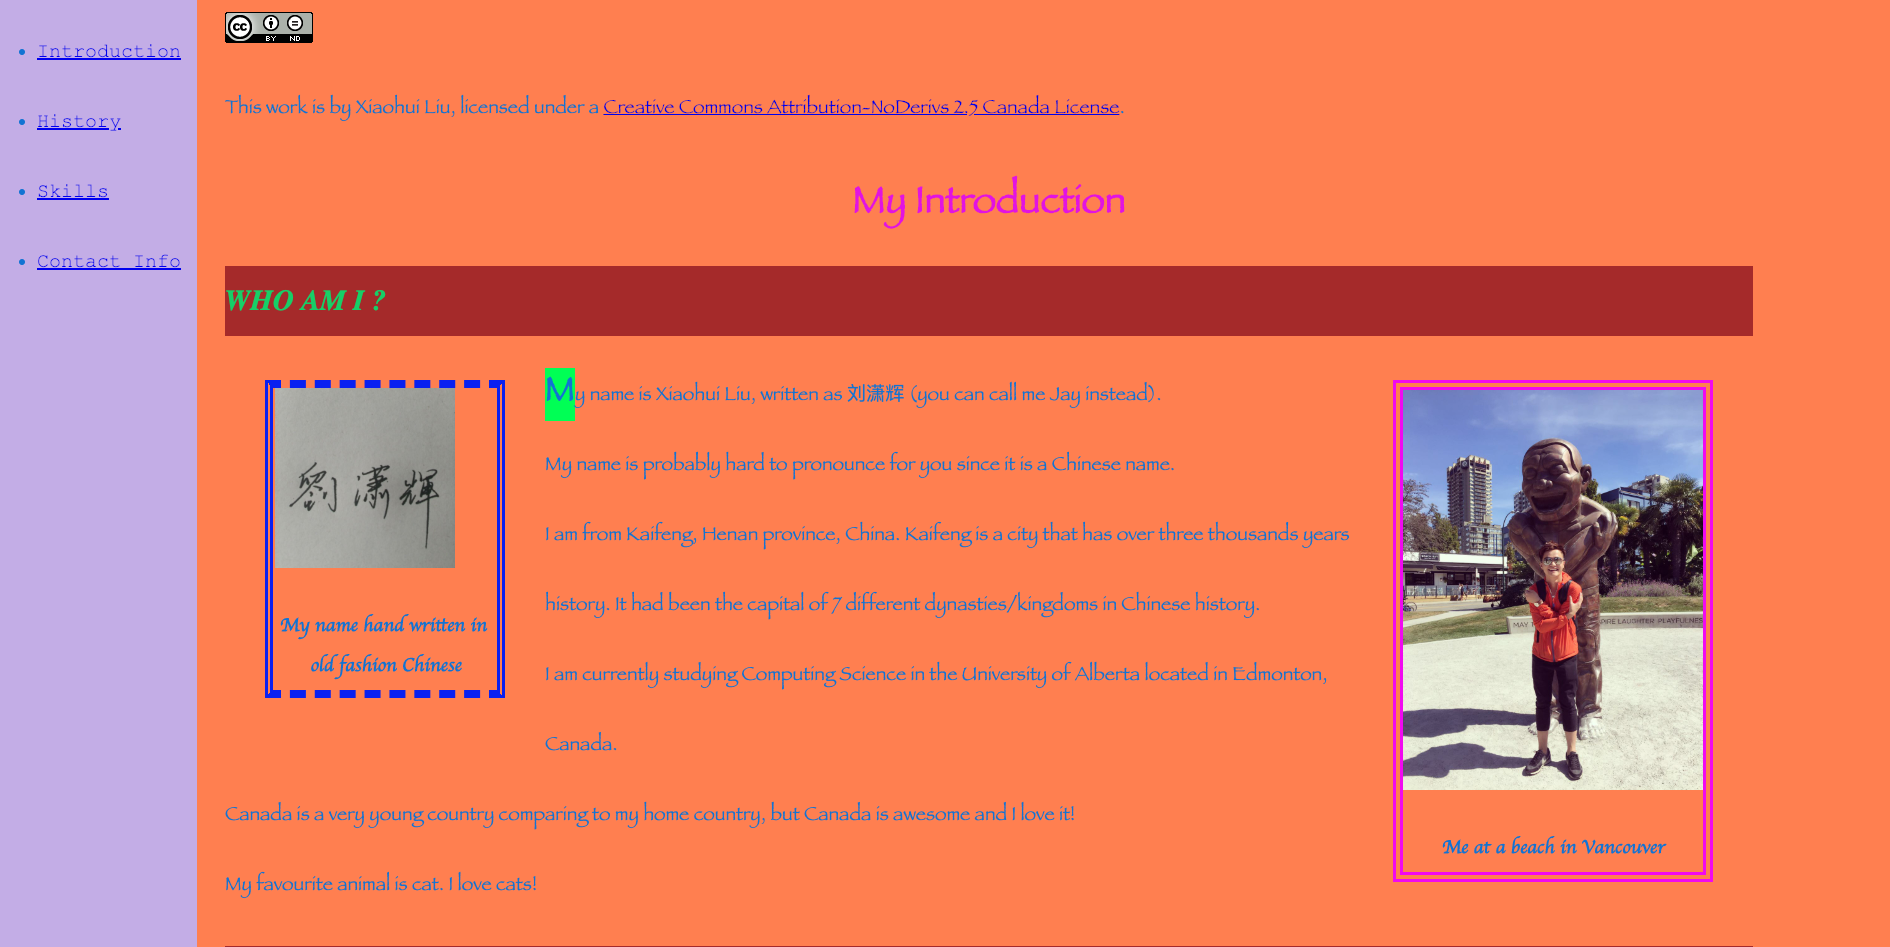 Introduction
History
Skills
Contact Info
cc
BY ND
This work is by Xiaohui Liu, licensed under a Creative Commons Attribution-NoDerivs 2.5 Canada License.
My Introduction
WHO AM I ?
劉瀟輝
My name hand written in
old fashion Chinese
My name is Xiaohui Liu, written as 刘潇辉 (you can call me Jay instead).
My name is probably hard to pronounce for you since it is a Chinese name.
I am from Kaifeng, Henan province, China. Kaifeng is a city that has over three thousands years
history. It had been the capital of 7 different dynasties/kingdoms in Chinese history.
I am currently studying Computing Science in the University of Alberta located in Edmonton,
Canada.
Canada is a very young country comparing to my home country, but Canada is awesome and I love it!
My favourite animal is cat. I love cats!
MAY
LAUGHTER PLAYFULNES
Me at a beach in Vancouver